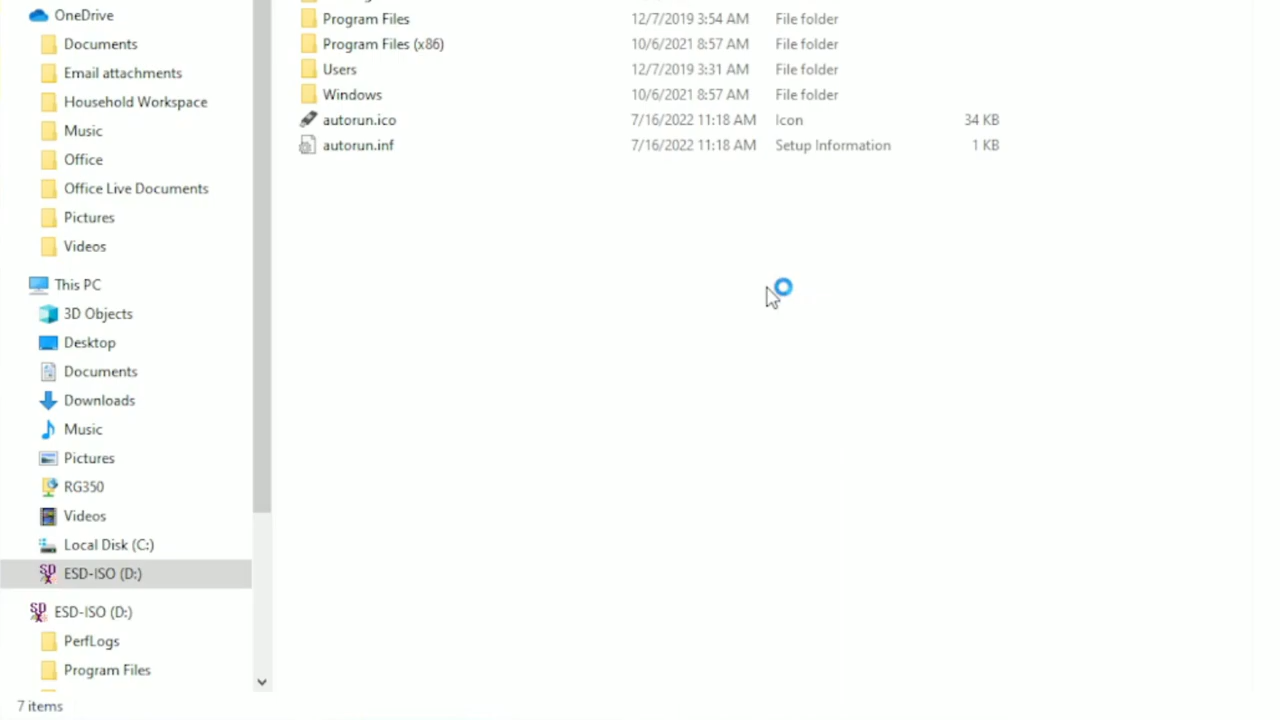 OneDrive
Documents
Email attachments
Household Workspace
Music
Office
Office Live Documents
Pictures
Videos
This PC
3D Objects
Desktop
Documents
Downloads
Music
Pictures
RG350
Videos
Local Disk (C:)
ESD-ISO (D:)
ESD-ISO (D:)
PerfLogs
Program Files
Program Files 12/7/2019 3:54 AM File folder
Program Files (x86) 10/6/2021 8:57 AM File folder
Users 12/7/2019 3:31 AM File folder
Windows 10/6/2021 8:57 AM File folder
autorun.ico 7/16/2022 11:18 AM Icon 34 KB
autorun.inf 7/16/2022 11:18 AM Setup Information 1 KB
7 items